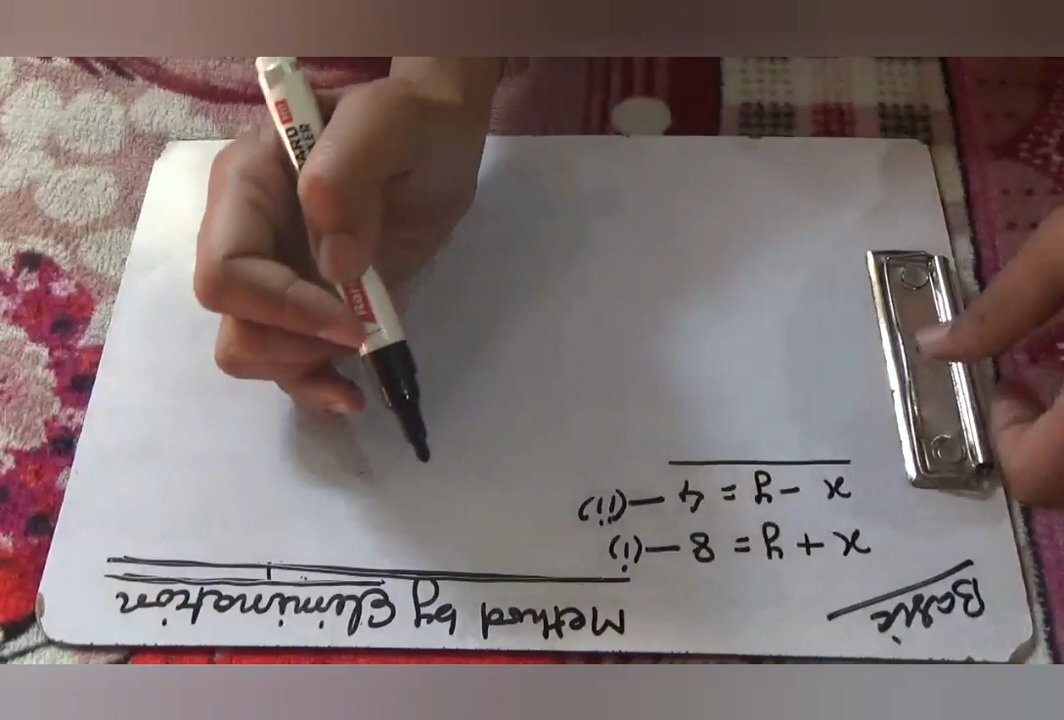 Basic
Method by Elimination
x + y = 8 —(i)
x - y = 4 —(ii)